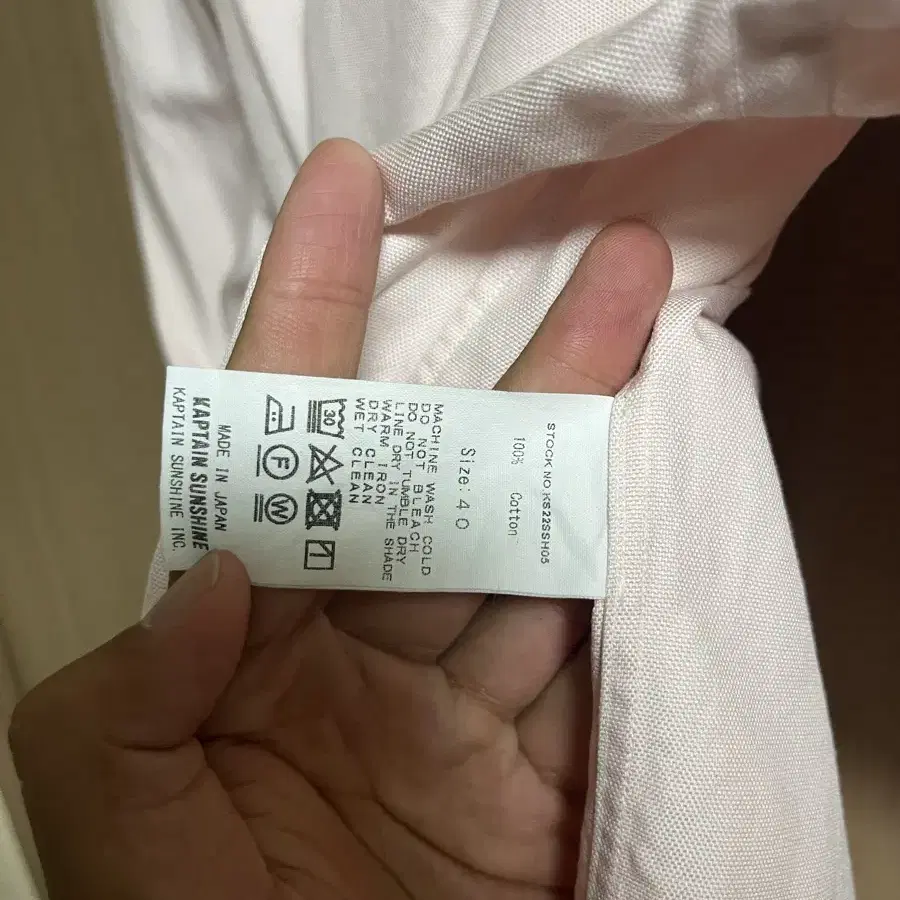 STOCK NO.KS22SSH05
100% Cotton
Size: 40
MACHINE WASH COLD
DO NOT BLEACH
DO NOT TUMBLE DRY
LINE DRY IN THE SHADE
WARM IRON
DRY CLEAN
WET CLEAN
30
F W
MADE IN JAPAN
KAPTAIN SUNSHINE
KAPTAIN SUNSHINE INC.